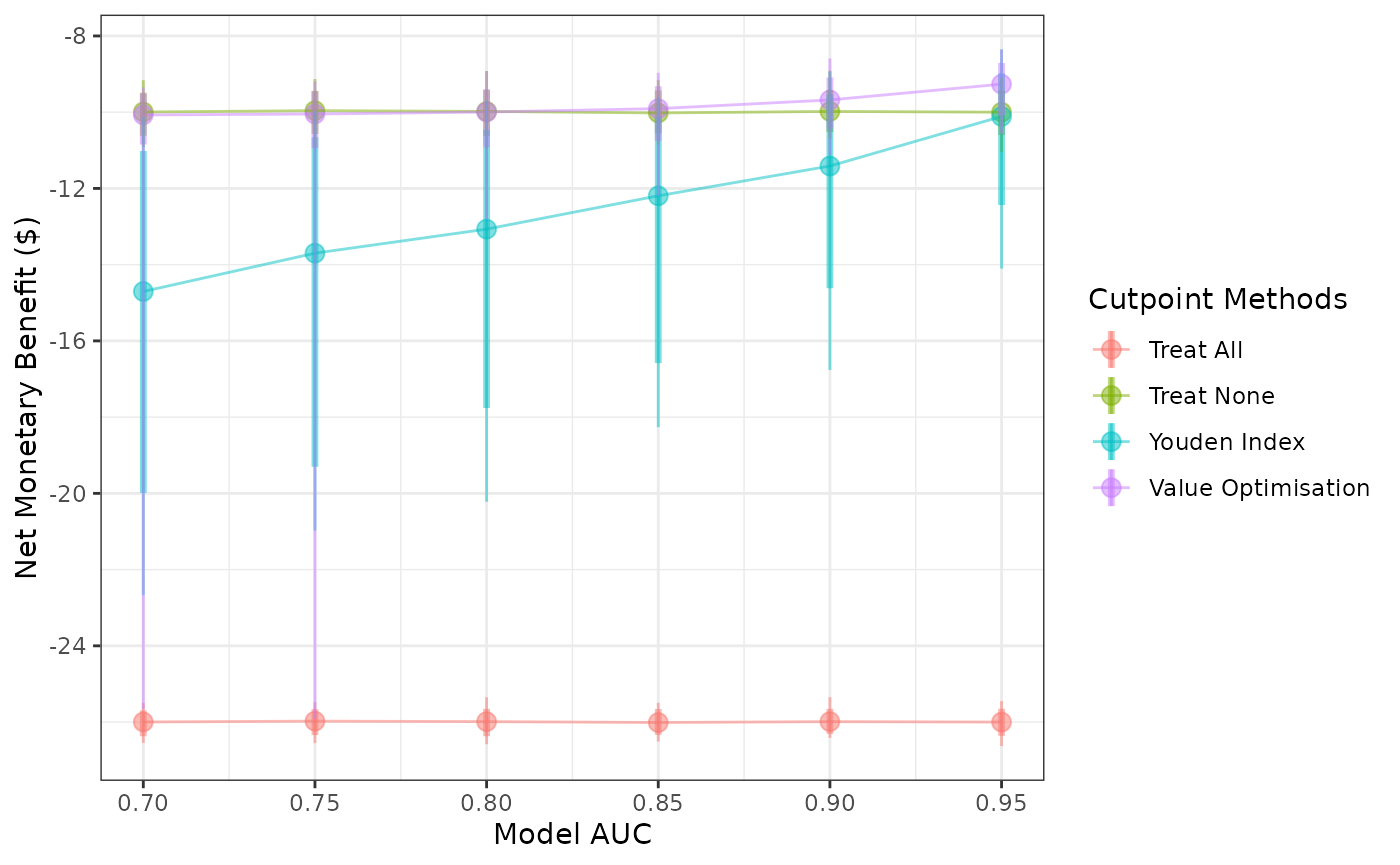 -8
-12
-16
-20
-24
Net Monetary Benefit ($)
0.70 0.75 0.80 0.85 0.90 0.95
Model AUC
Cutpoint Methods
Treat All
Treat None
Youden Index
Value Optimisation